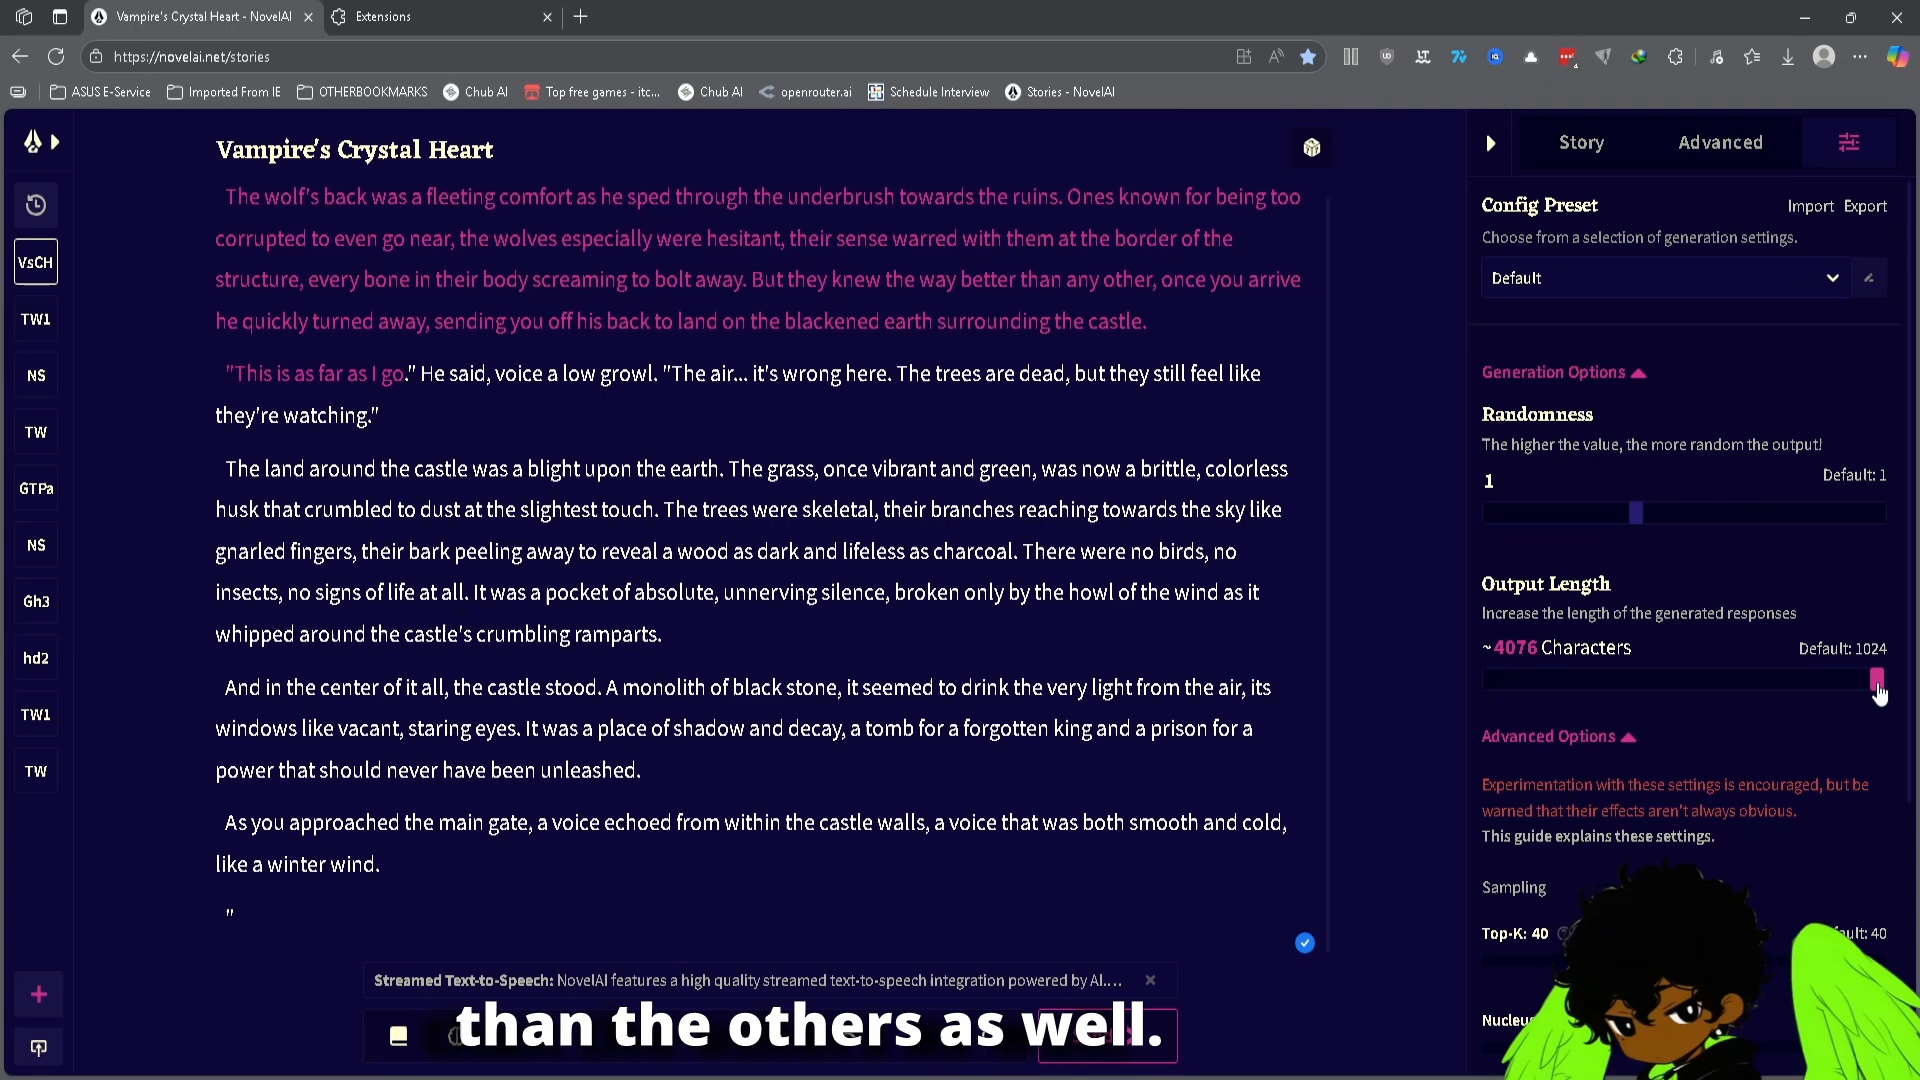 Vampire's Crystal Heart - NovelAI
Extensions
https://novelai.net/stories
ASUS E-Service
Imported From IE
OTHERBOOKMARKS
Chub AI
Top free games - itc...
Chub AI
openrouter.ai
Schedule Interview
Stories - NovelAI
Vampire's Crystal Heart
The wolf's back was a fleeting comfort as he sped through the underbrush towards the ruins. Ones known for being too
corrupted to even go near, the wolves especially were hesitant, their sense warred with them at the border of the
structure, every bone in their body screaming to bolt away. But they knew the way better than any other, once you arrive
he quickly turned away, sending you off his back to land on the blackened earth surrounding the castle.
"This is as far as I go." He said, voice a low growl. "The air... it's wrong here. The trees are dead, but they still feel like
they're watching."
The land around the castle was a blight upon the earth. The grass, once vibrant and green, was now a brittle, colorless
husk that crumbled to dust at the slightest touch. The trees were skeletal, their branches reaching towards the sky like
gnarled fingers, their bark peeling away to reveal a wood as dark and lifeless as charcoal. There were no birds, no
insects, no signs of life at all. It was a pocket of absolute, unnerving silence, broken only by the howl of the wind as it
whipped around the castle's crumbling ramparts.
And in the center of it all, the castle stood. A monolith of black stone, it seemed to drink the very light from the air, its
windows like vacant, staring eyes. It was a place of shadow and decay, a tomb for a forgotten king and a prison for a
power that should never have been unleashed.
As you approached the main gate, a voice echoed from within the castle walls, a voice that was both smooth and cold,
like a winter wind.
"
VsCH
TW1
NS
TW
GTPa
NS
Gh3
hd2
TW1
TW
Streamed Text-to-Speech: NovelAI features a high quality streamed text-to-speech integration powered by AI....
than the others as well.
Story
Advanced
Config Preset
Import
Export
Choose from a selection of generation settings.
Default
Generation Options
Randomness
The higher the value, the more random the output!
1
Default: 1
Output Length
Increase the length of the generated responses
~4076 Characters
Default: 1024
Advanced Options
Experimentation with these settings is encouraged, but be
warned that their effects aren't always obvious.
This guide explains these settings.
Sampling
Top-K: 40
40